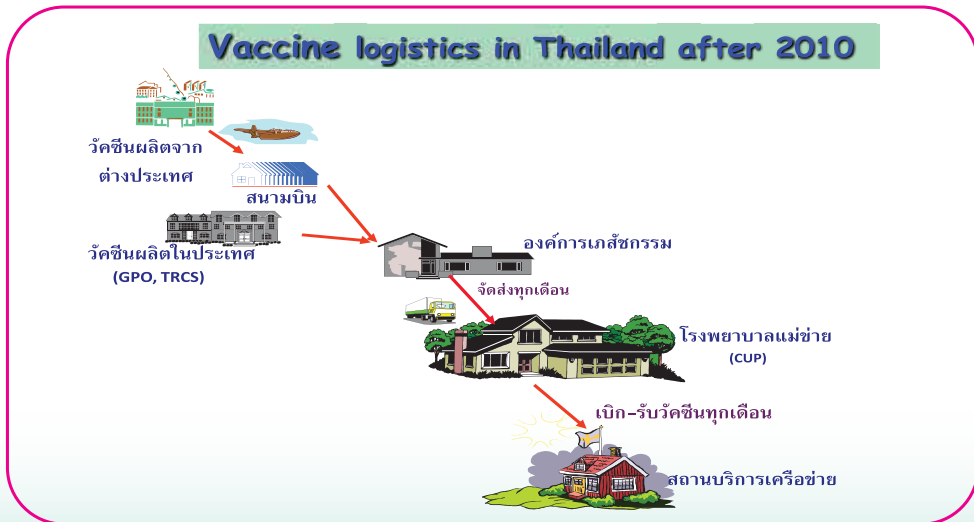 Vaccine logistics in Thailand after 2010
วัคซีนผลิตจาก
ต่างประเทศ
สนามบิน
วัคซีนผลิตในประเทศ
(GPO, TRCS)
องค์การเภสัชกรรม
จัดส่งทุกเดือน
โรงพยาบาลแม่ข่าย
(CUP)
เบิก-รับวัคซีนทุกเดือน
สถานบริการเครือข่าย